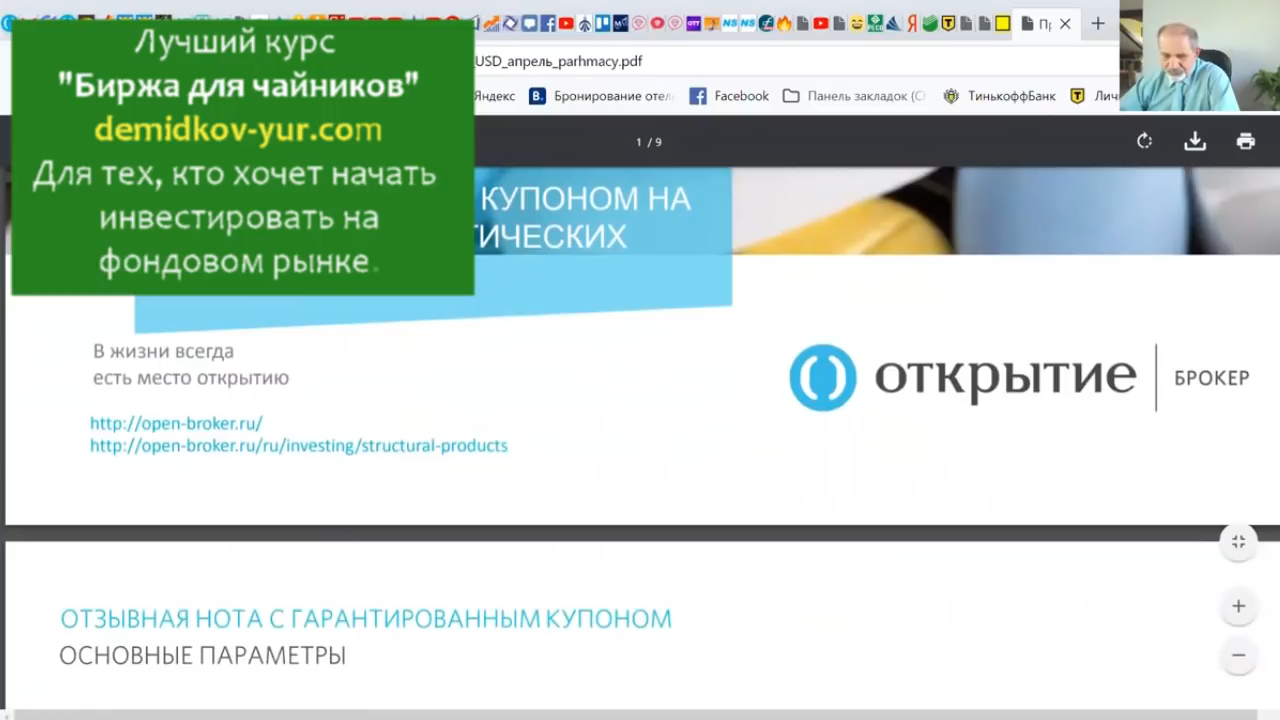 Лучший курс
"Биржа для чайников"
demidkov-yur.com
Для тех, кто хочет начать
инвестировать на
фондовом рынке.
USD_апрель_parhmacy.pdf
Яндекс
Бронирование отел
Facebook
Панель закладок (С
ТинькоффБанк
Личн
1 / 9
КУПОНОМ НА
ТИЧЕСКИХ
В жизни всегда
есть место открытию
http://open-broker.ru/
http://open-broker.ru/ru/investing/structural-products
открытие
БРОКЕР
ОТЗЫВНАЯ НОТА С ГАРАНТИРОВАННЫМ КУПОНОМ
ОСНОВНЫЕ ПАРАМЕТРЫ